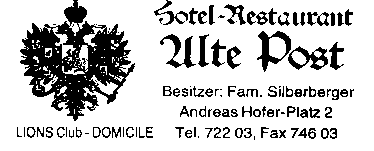 Hotel-Restaurant
Alte Post
Besitzer: Fam. Silberberger
Andreas Hofer-Platz 2
LIONS Club - DOMICILE Tel. 722 03, Fax 746 03